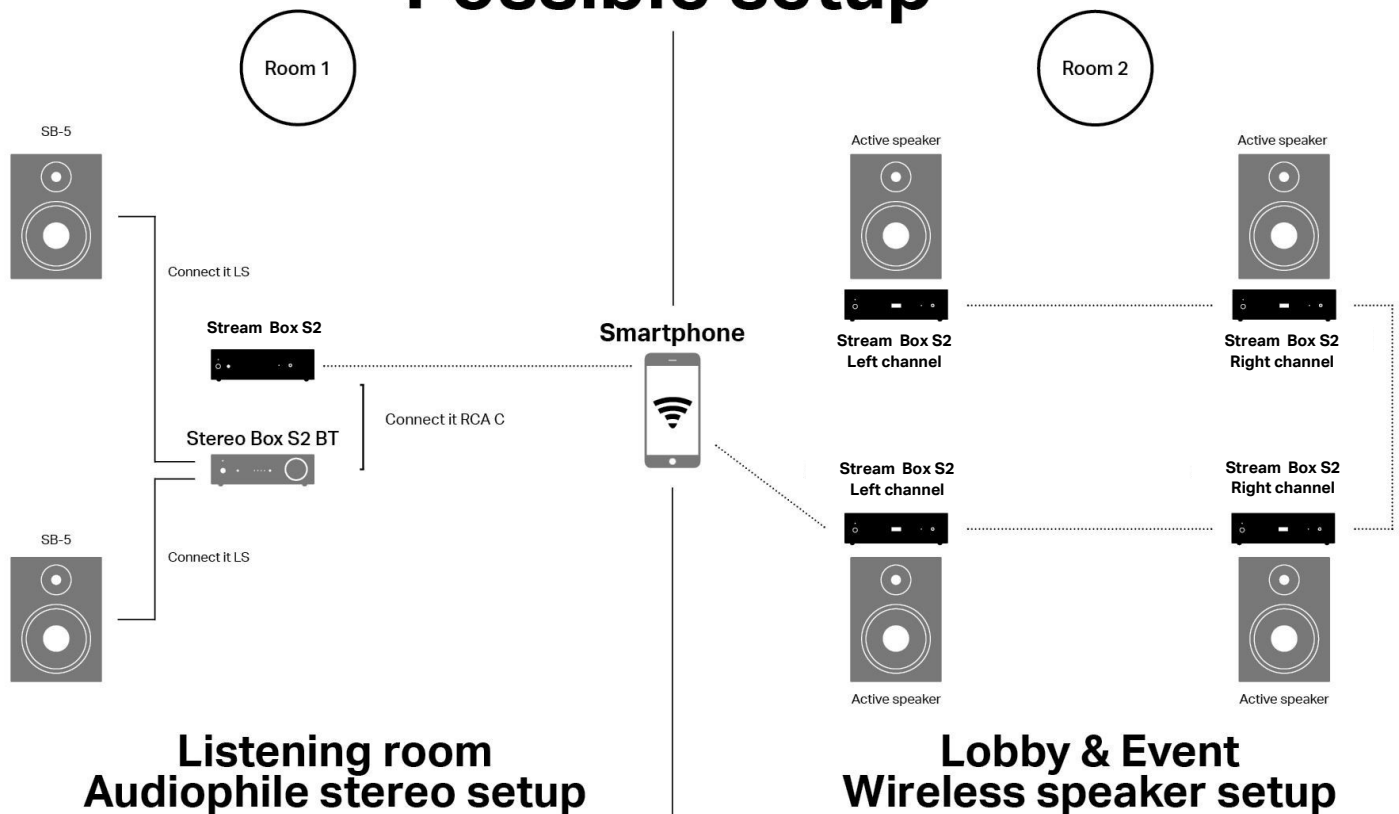 Possible setup
Room 1
SB-5
Connect it LS
Stream Box S2
Connect it RCA C
Stereo Box S2 BT
SB-5
Connect it LS
Listening room
Audiophile stereo setup
Smartphone
Room 2
Active speaker
Active speaker
Stream Box S2
Left channel
Stream Box S2
Right channel
Stream Box S2
Left channel
Stream Box S2
Right channel
Active speaker
Active speaker
Lobby & Event
Wireless speaker setup